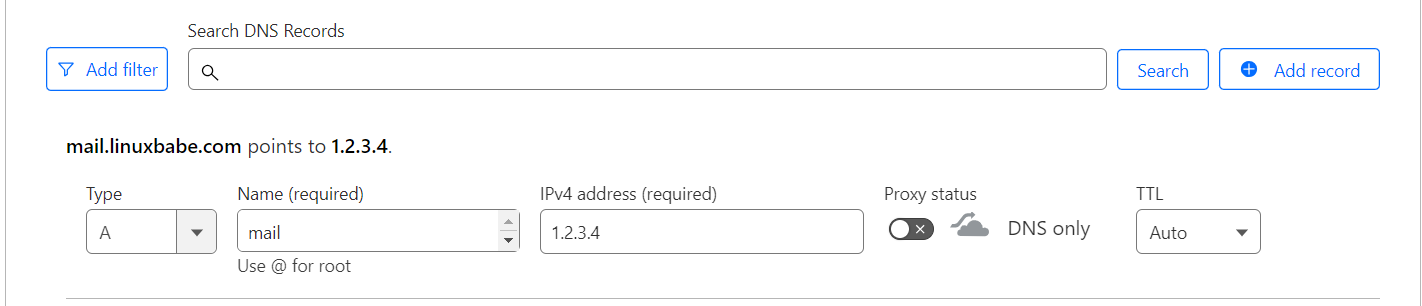 Search DNS Records
Add filter
Search
Add record
mail.linuxbabe.com points to 1.2.3.4.
Type Name (required) IPv4 address (required) Proxy status TTL
A mail 1.2.3.4 DNS only Auto
Use @ for root